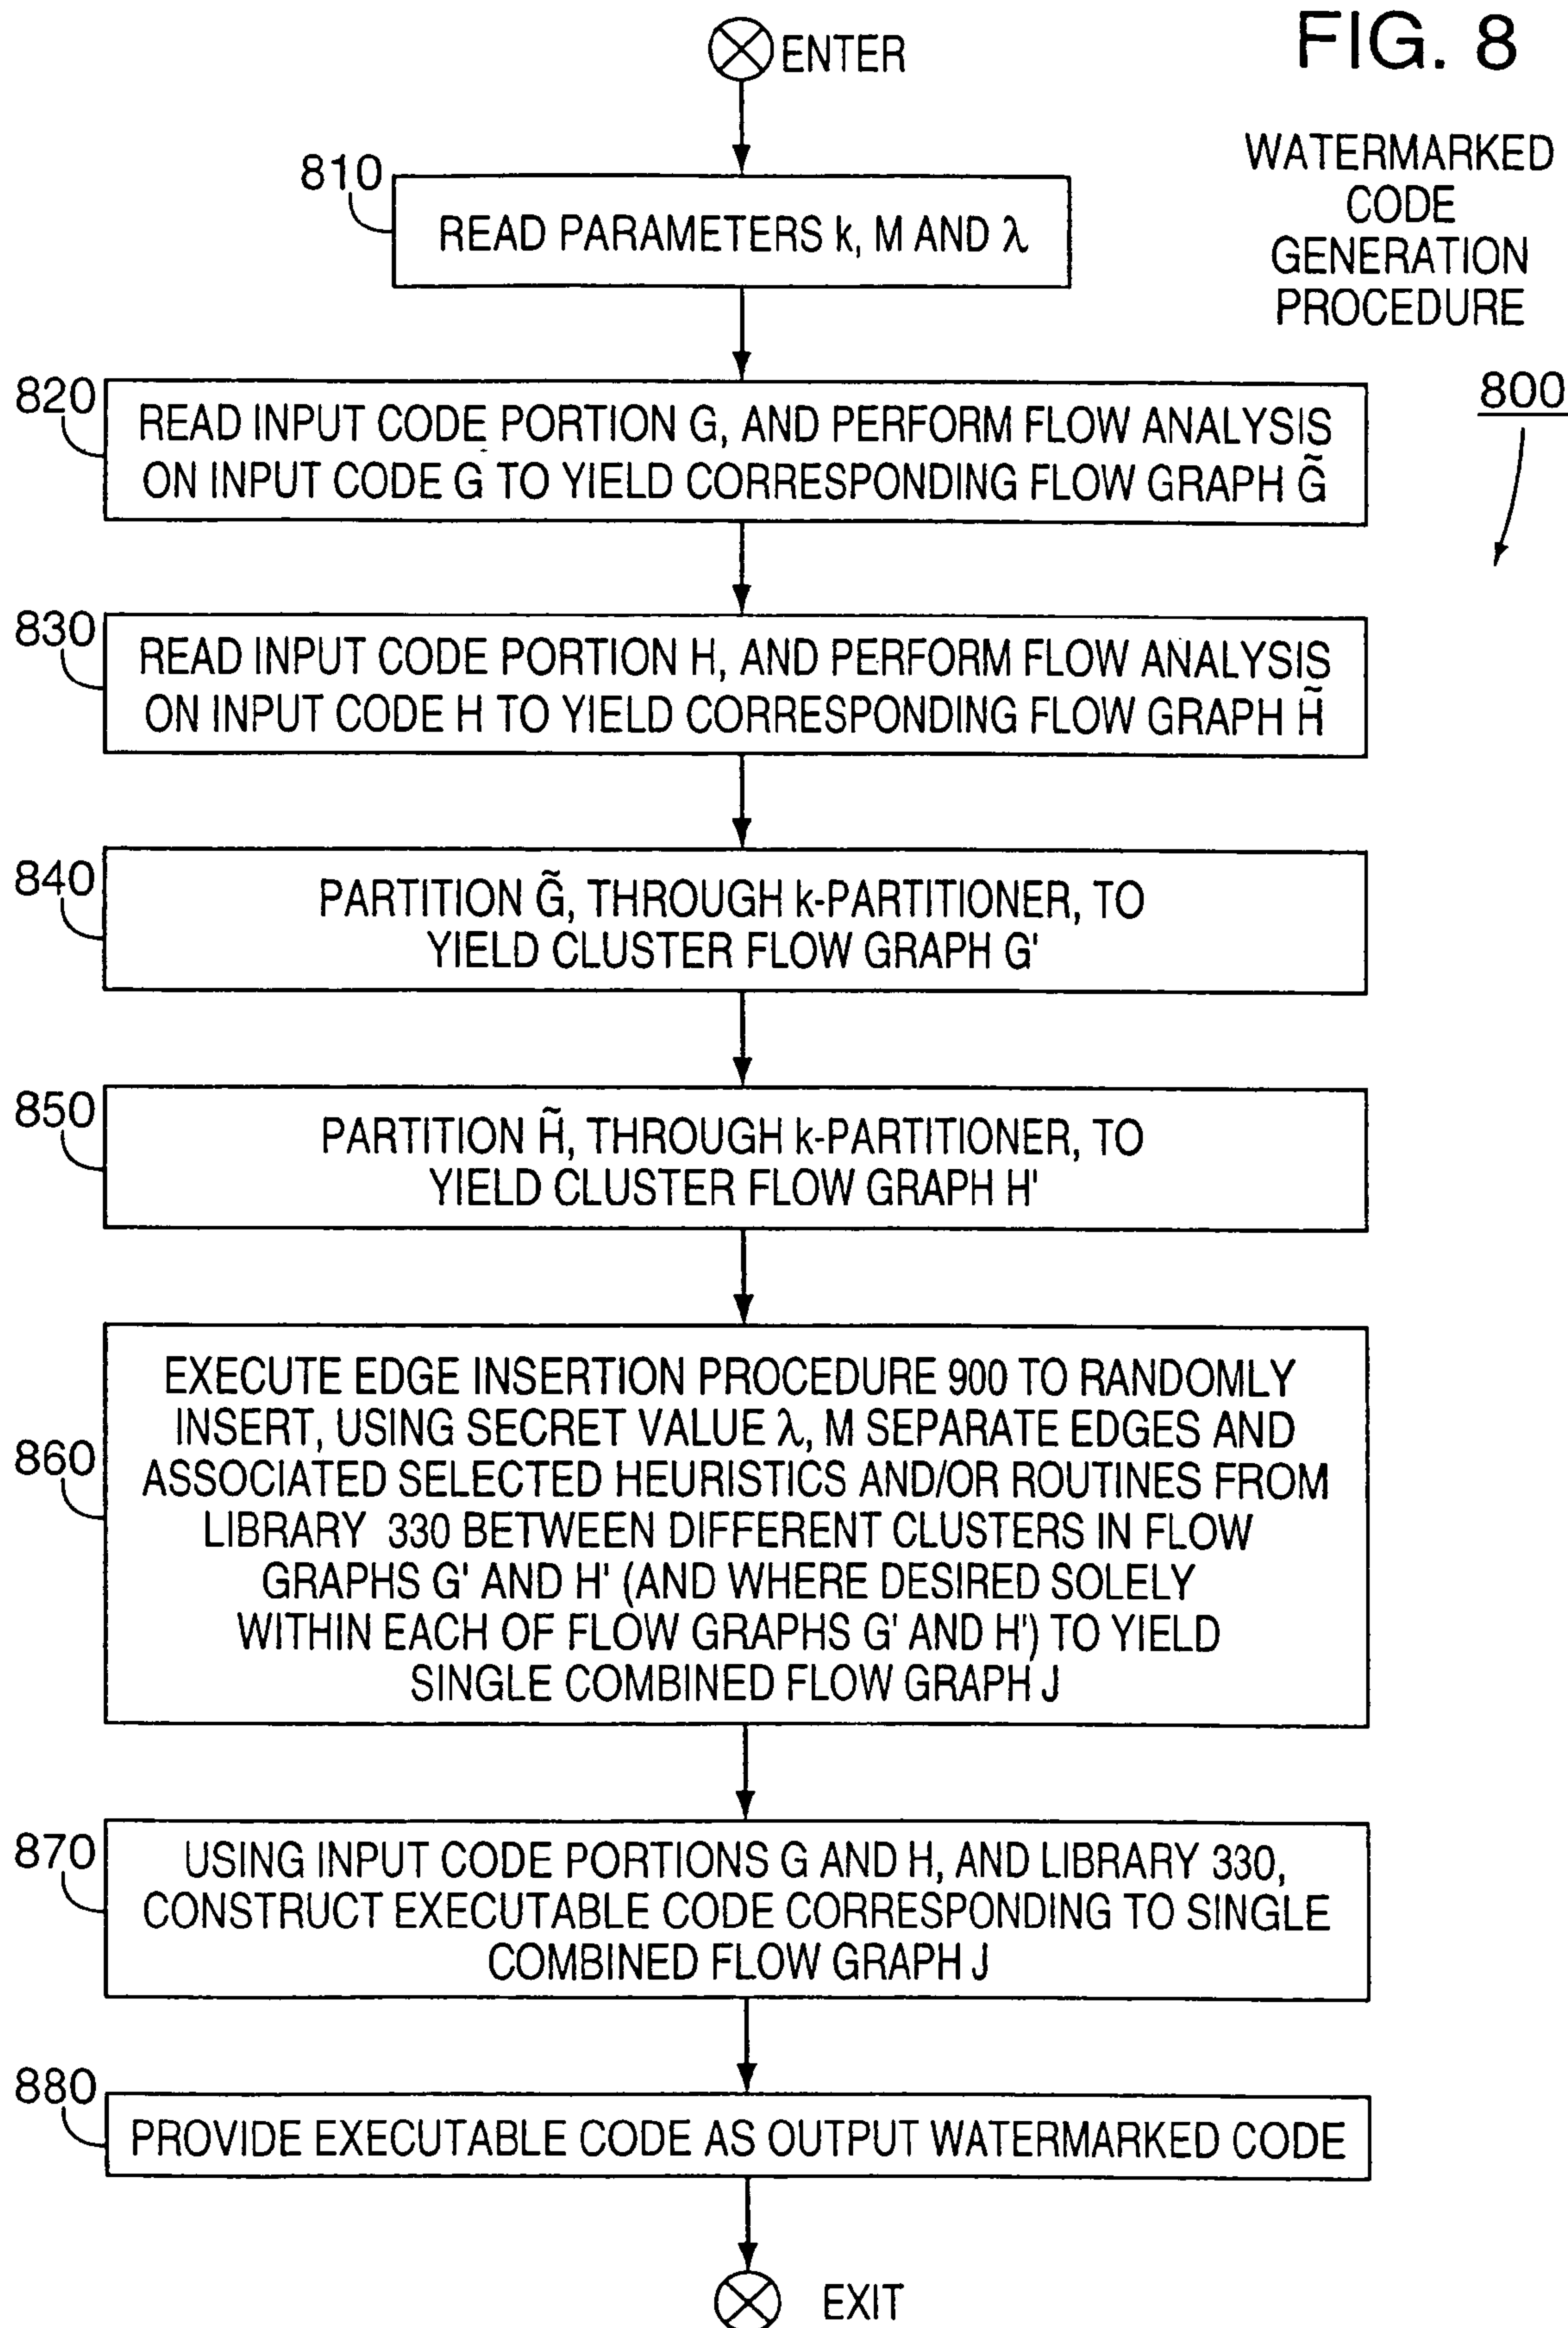 FIG. 8
WATERMARKED
CODE
GENERATION
PROCEDURE
800
ENTER
810
READ PARAMETERS k, M AND λ
820
READ INPUT CODE PORTION G, AND PERFORM FLOW ANALYSIS
ON INPUT CODE G TO YIELD CORRESPONDING FLOW GRAPH G̃
830
READ INPUT CODE PORTION H, AND PERFORM FLOW ANALYSIS
ON INPUT CODE H TO YIELD CORRESPONDING FLOW GRAPH H̃
840
PARTITION G̃, THROUGH k-PARTITIONER, TO
YIELD CLUSTER FLOW GRAPH G'
850
PARTITION H̃, THROUGH k-PARTITIONER, TO
YIELD CLUSTER FLOW GRAPH H'
860
EXECUTE EDGE INSERTION PROCEDURE 900 TO RANDOMLY
INSERT, USING SECRET VALUE λ, M SEPARATE EDGES AND
ASSOCIATED SELECTED HEURISTICS AND/OR ROUTINES FROM
LIBRARY 330 BETWEEN DIFFERENT CLUSTERS IN FLOW
GRAPHS G' AND H' (AND WHERE DESIRED SOLELY
WITHIN EACH OF FLOW GRAPHS G' AND H') TO YIELD
SINGLE COMBINED FLOW GRAPH J
870
USING INPUT CODE PORTIONS G AND H, AND LIBRARY 330,
CONSTRUCT EXECUTABLE CODE CORRESPONDING TO SINGLE
COMBINED FLOW GRAPH J
880
PROVIDE EXECUTABLE CODE AS OUTPUT WATERMARKED CODE
EXIT